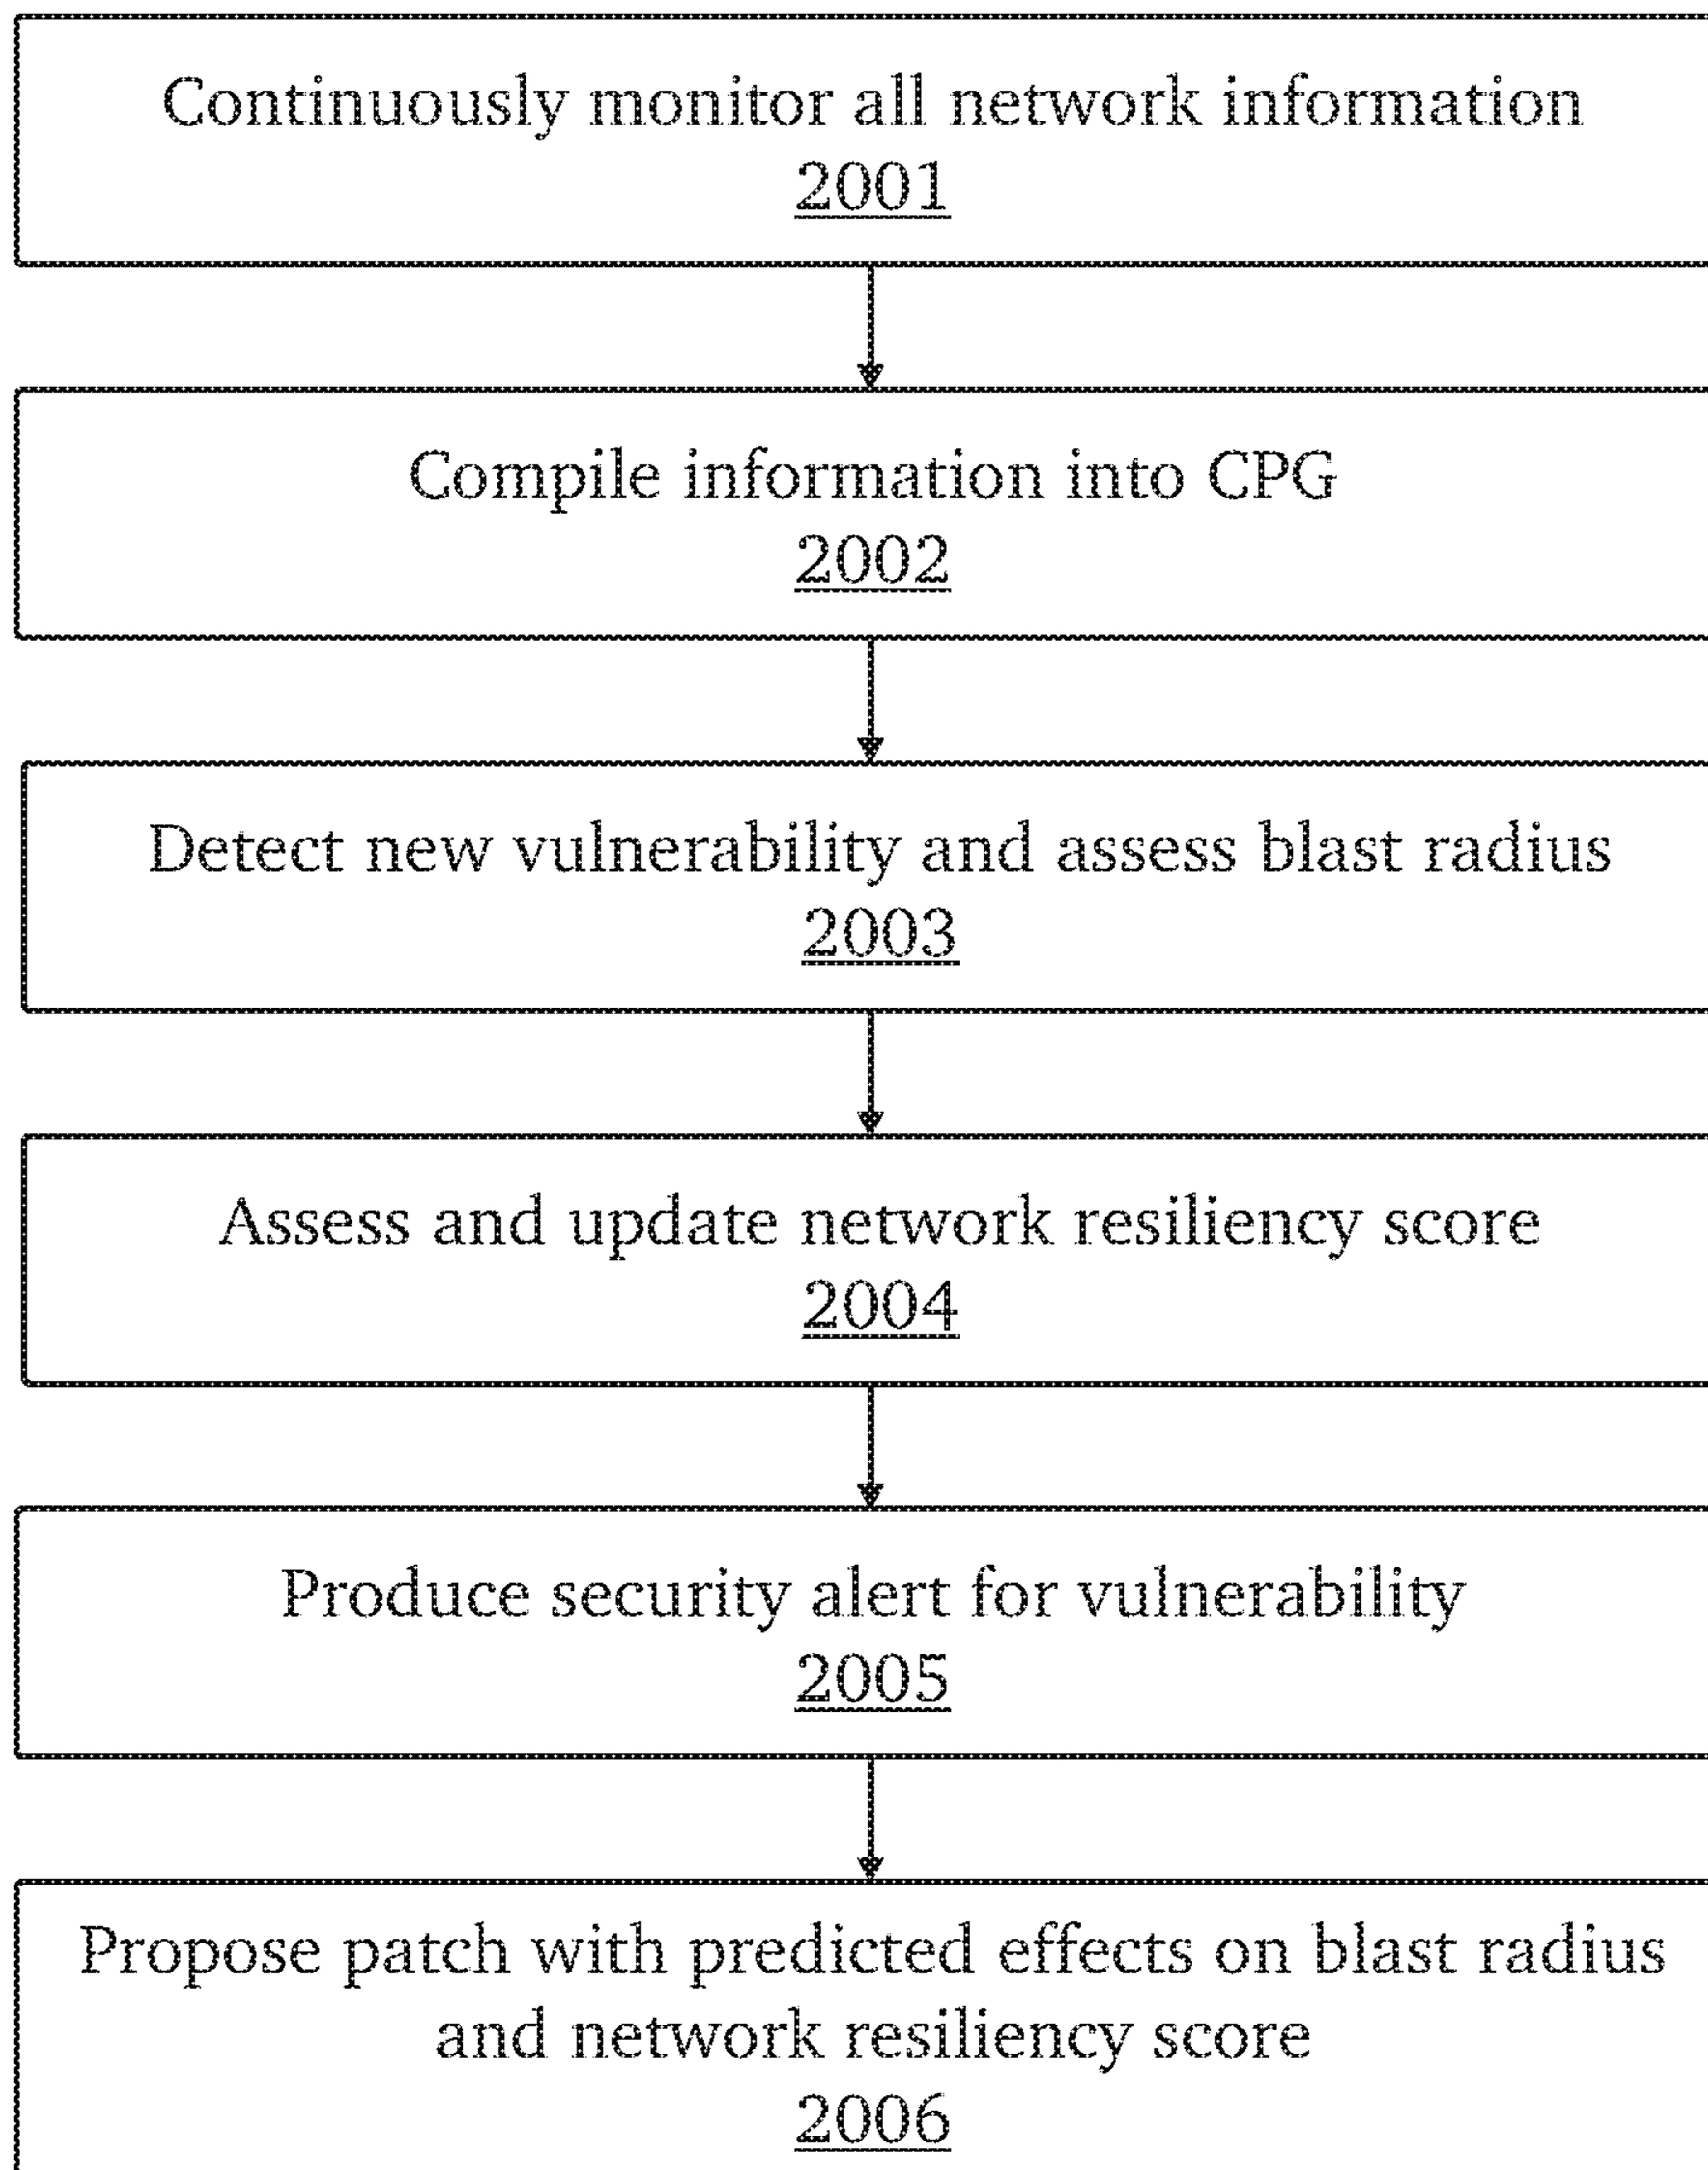 Continuously monitor all network information
2001
Compile information into CPG
2002
Detect new vulnerability and assess blast radius
2003
Assess and update network resiliency score
2004
Produce security alert for vulnerability
2005
Propose patch with predicted effects on blast radius
and network resiliency score
2006